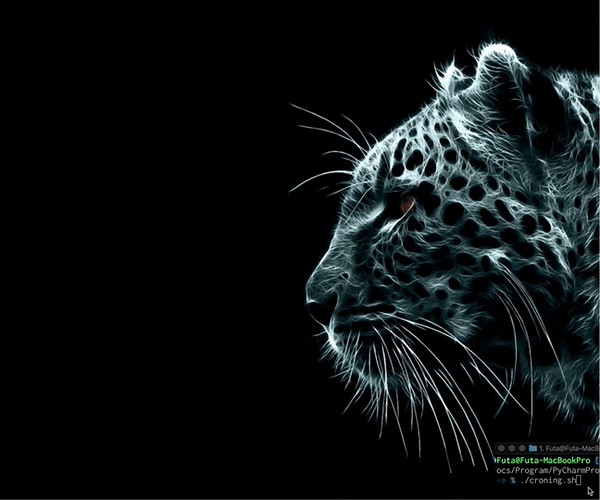 1. Futa@Futa-MacB
Futa@Futa-MacBookPro [
ocs/Program/PyCharmPro
% ./croning.sh